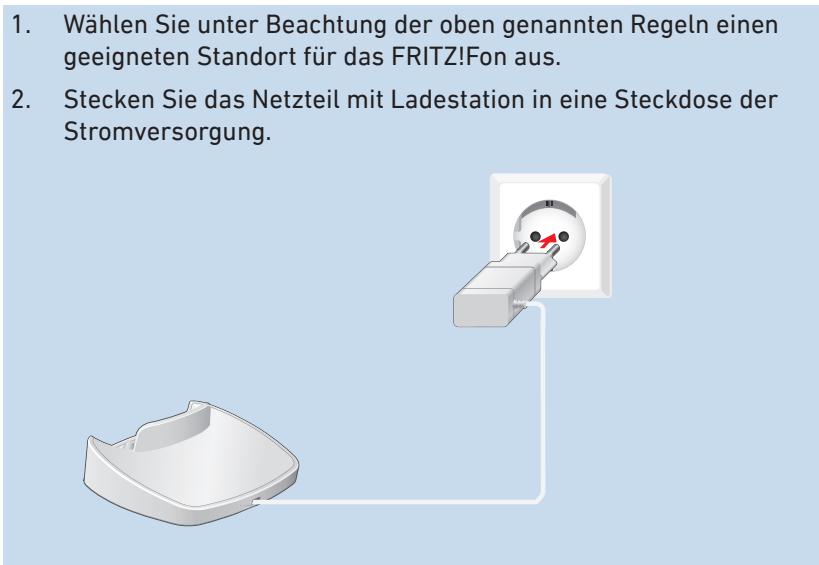 1. Wählen Sie unter Beachtung der oben genannten Regeln einen
geeigneten Standort für das FRITZ!Fon aus.
2. Stecken Sie das Netzteil mit Ladestation in eine Steckdose der
Stromversorgung.